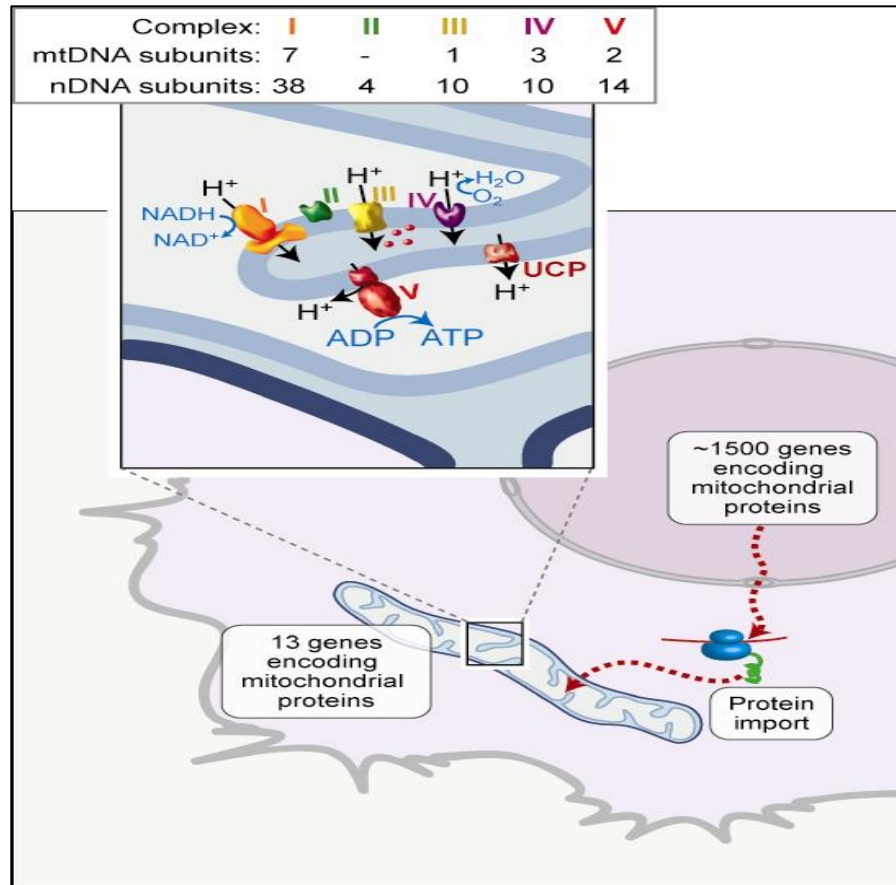 Complex: I II III IV V
mtDNA subunits: 7 - 1 3 2
nDNA subunits: 38 4 10 10 14
H⁺
H⁺
H⁺
H₂O
O₂
I
II
III
IV
NADH
NAD⁺
UCP
H⁺
V
H⁺
ADP
ATP
~1500 genes
encoding
mitochondrial
proteins
13 genes
encoding
mitochondrial
proteins
Protein
import